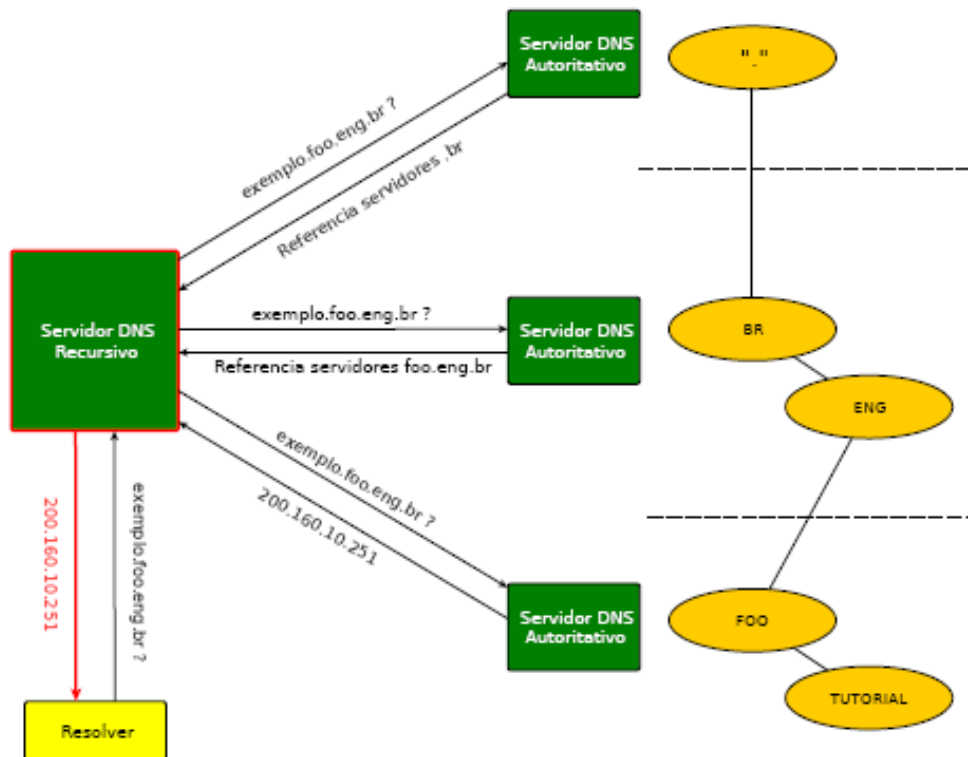 Servidor DNS
Autoritativo
"."
exemplo.foo.eng.br ?
Referencia servidores .br
Servidor DNS
Recursivo
exemplo.foo.eng.br ?
Referencia servidores foo.eng.br
Servidor DNS
Autoritativo
BR
ENG
exemplo.foo.eng.br ?
200.160.10.251
200.160.10.251
exemplo.foo.eng.br ?
Servidor DNS
Autoritativo
FOO
TUTORIAL
Resolver